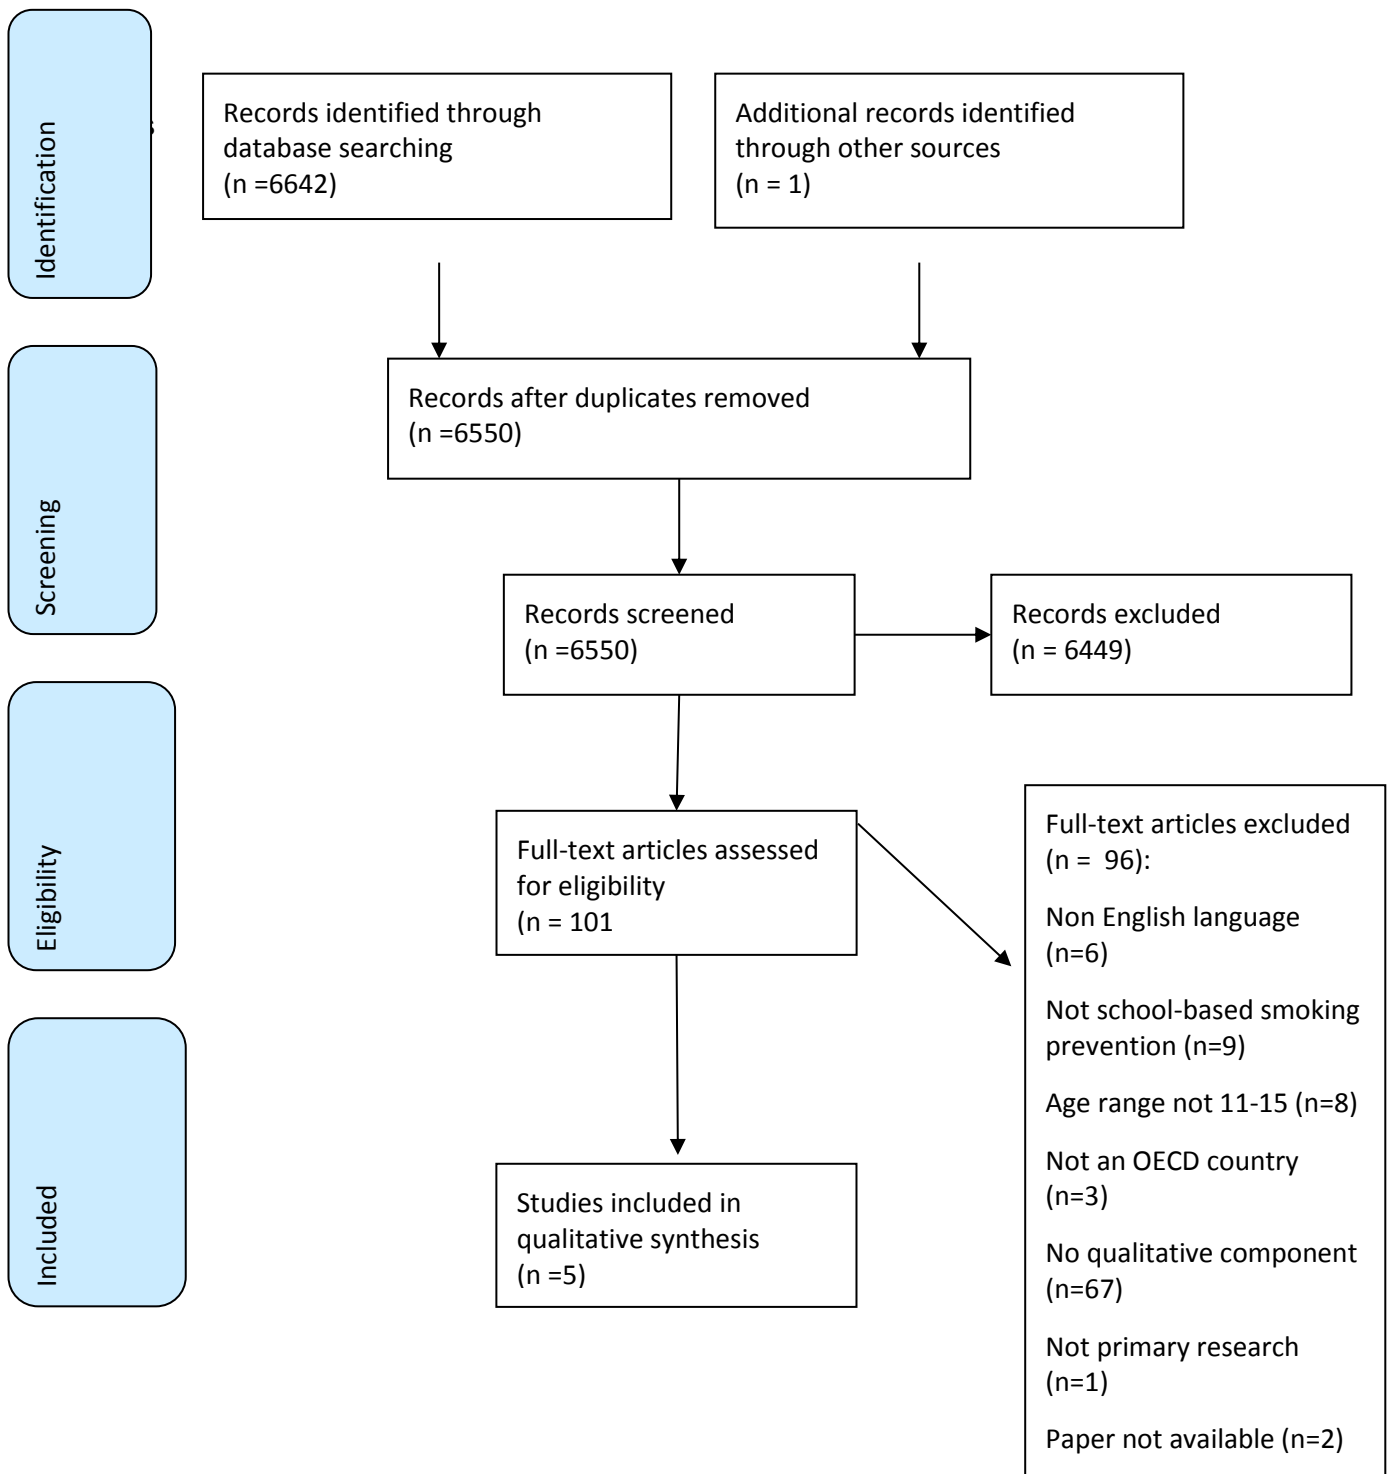 Identification
Records identified through
database searching
(n =6642)
Additional records identified
through other sources
(n = 1)
Records after duplicates removed
(n =6550)
Screening
Records screened
(n =6550)
Records excluded
(n = 6449)
Eligibility
Full-text articles assessed
for eligibility
(n = 101
Full-text articles excluded
(n =  96):
Non English language
(n=6)
Not school-based smoking
prevention (n=9)
Age range not 11-15 (n=8)
Not an OECD country
(n=3)
No qualitative component
(n=67)
Not primary research
(n=1)
Paper not available (n=2)
Included
Studies included in
qualitative synthesis
(n =5)